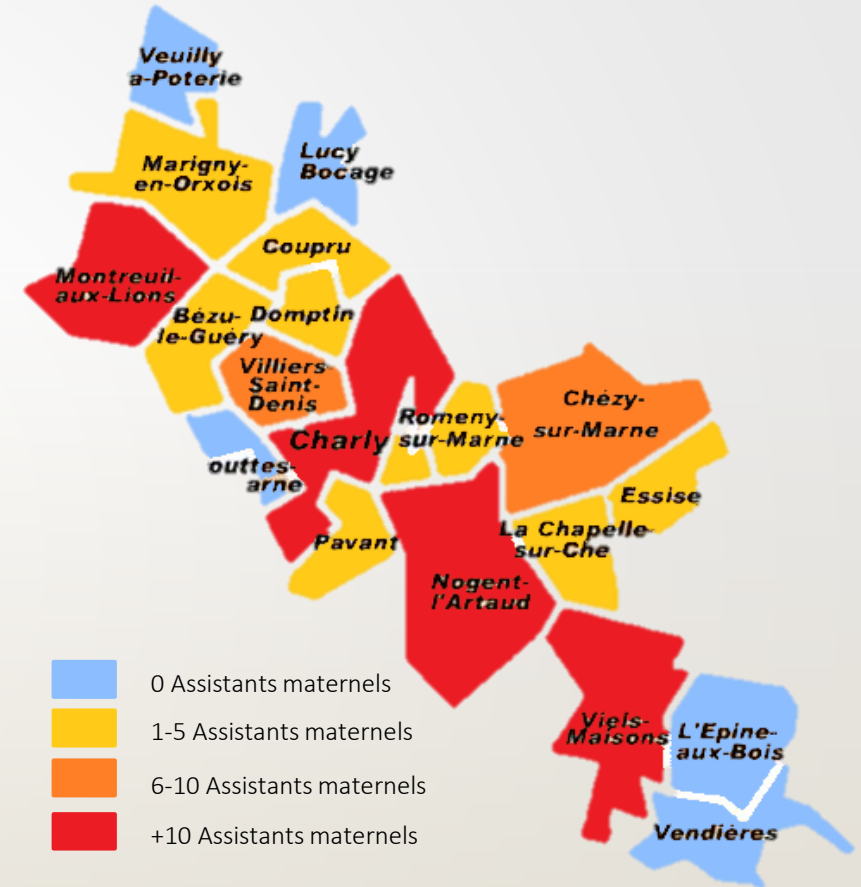 Veuilly
a-Poterie
Lucy
Bocage
Marigny-
en-Orxois
Coupru
Montreuil-
aux-Lions
Bézu-
le-Guéry
Domptin
Villiers-
Saint-
Denis
Chézy-
sur-Marne
Romeny-
sur-Marne
Charly
outtes-
arne
Essise
La Chapelle-
sur-Che
Pavant
Nogent-
l'Artaud
Viels-
Maisons
L'Epine-
aux-Bois
Vendières
0 Assistants maternels
1-5 Assistants maternels
6-10 Assistants maternels
+10 Assistants maternels